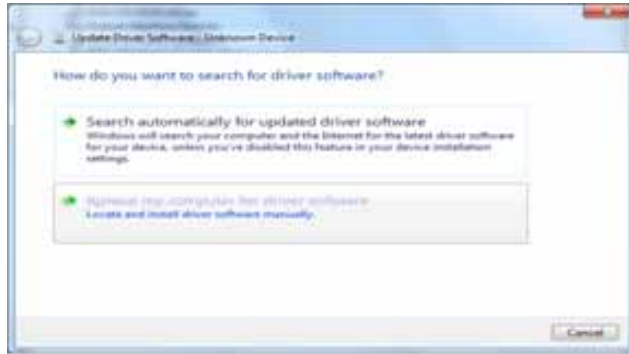 Update Driver Software - Unknown Device
How do you want to search for driver software?
Search automatically for updated driver software
Windows will search your computer and the Internet for the latest driver software
for your device, unless you've disabled this feature in your device installation
settings.
Browse my computer for driver software
Locate and install driver software manually.
Cancel